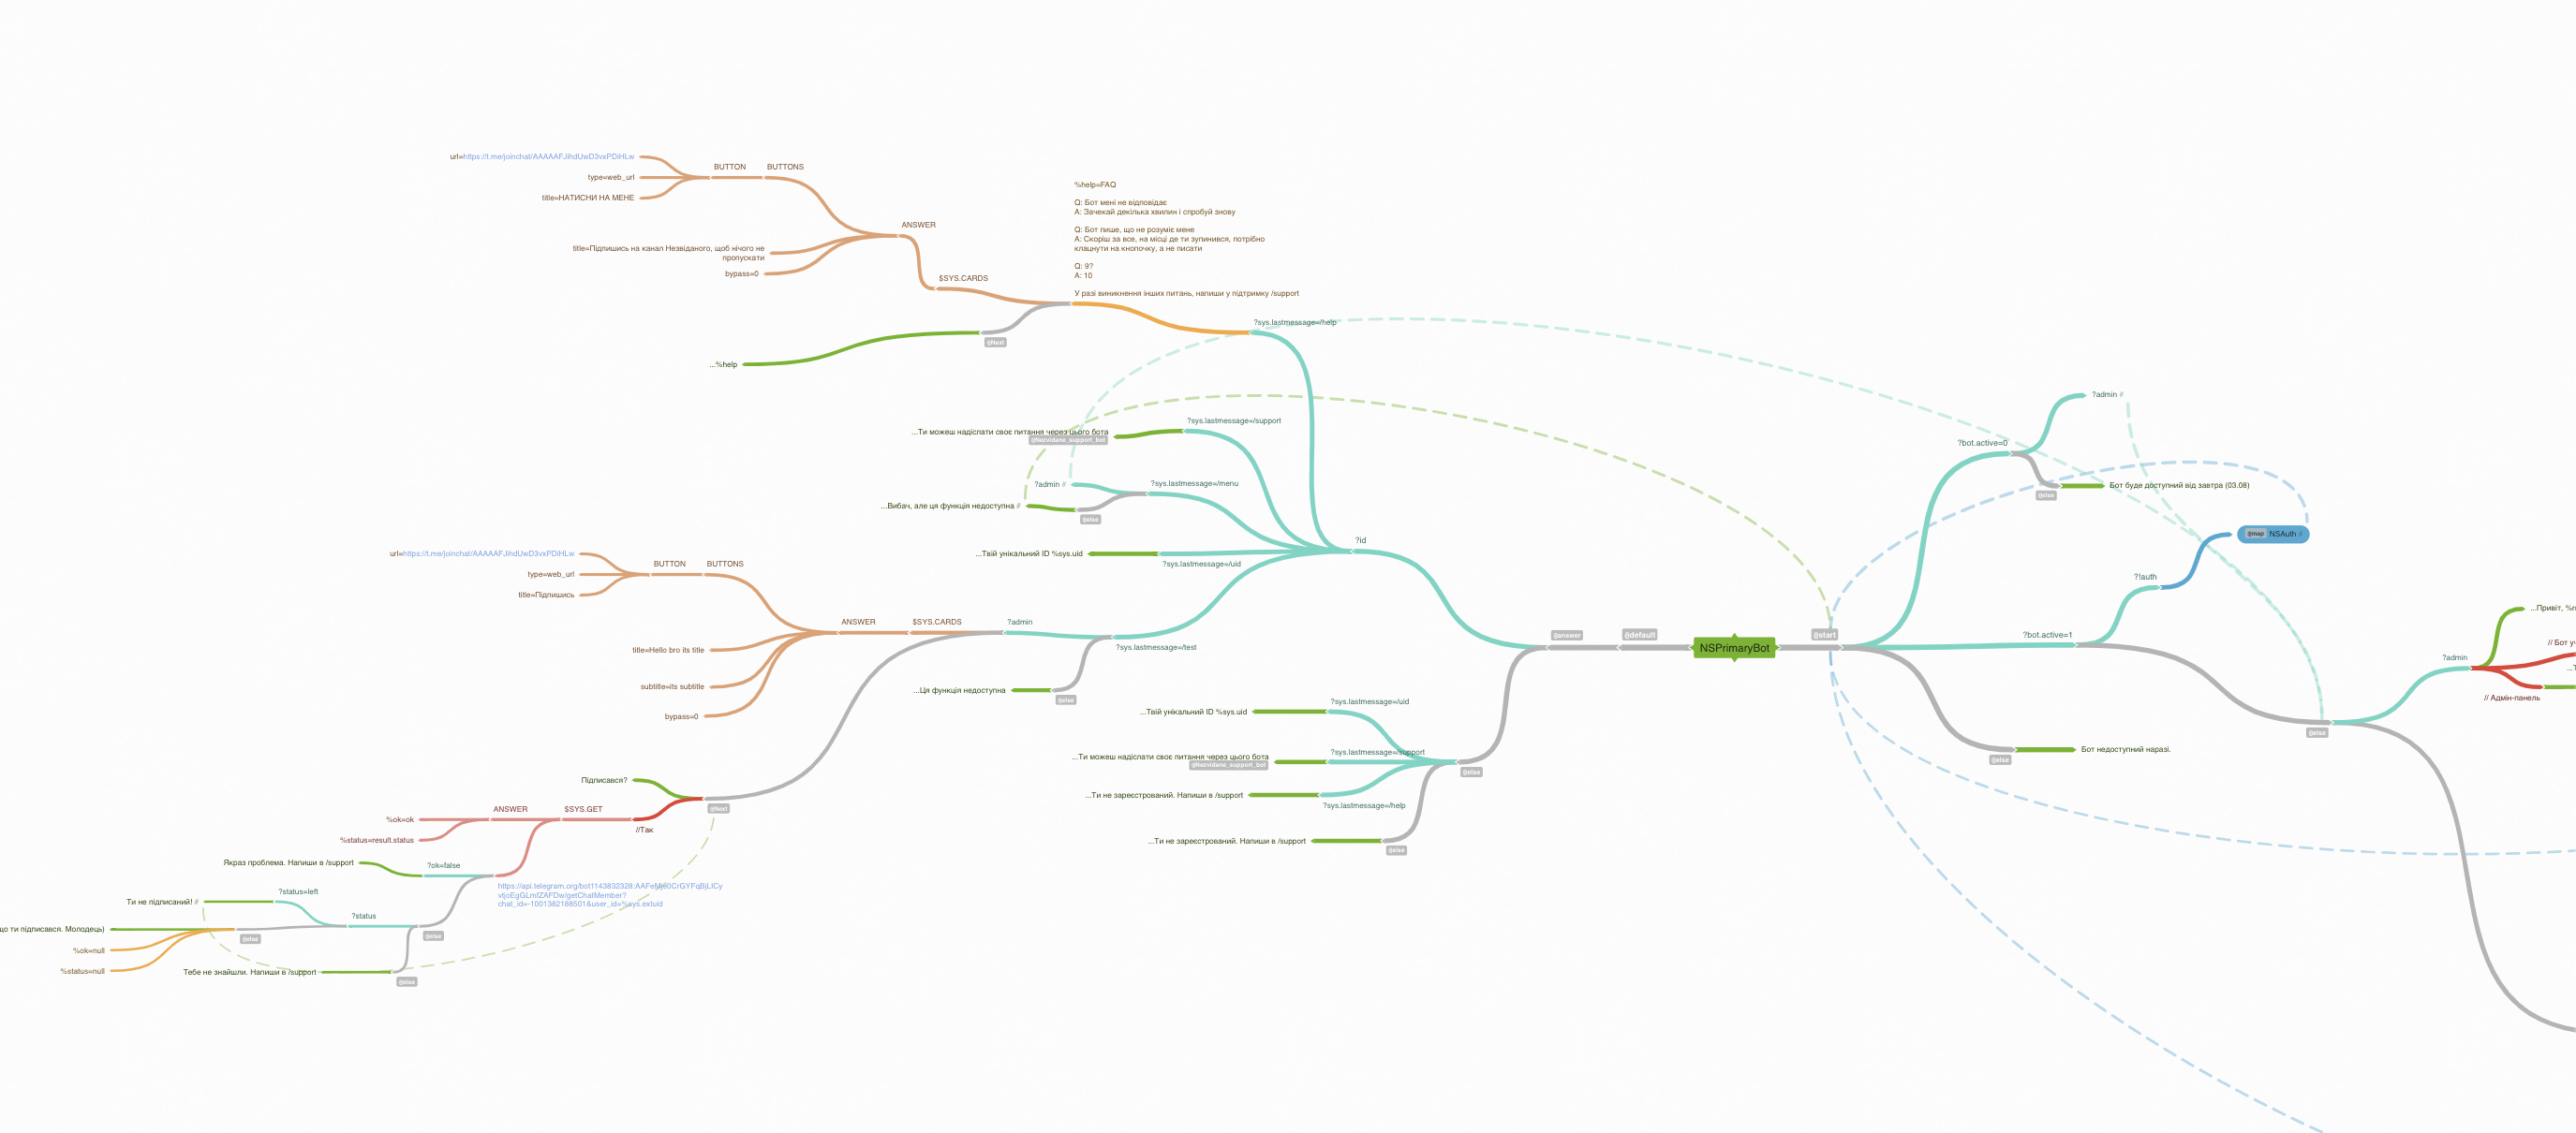 url=https://t.me/joinchat/AAAAAFJihdUwD3vxPDiHLw
type=web_url
title=НАТИСНИ НА МЕНЕ
BUTTON
BUTTONS
title=Підпишись на канал Незвіданого, щоб нічого не
пропускати
bypass=0
ANSWER
$SYS.CARDS
%help=FAQ
Q: Бот мені не відповідає
A: Зачекай декілька хвилин і спробуй знову
Q: Бот пише, що не розуміє мене
A: Скоріш за все, на місці де ти зупинився, потрібно
клацнути на кнопочку, а не писати
Q: 9?
A: 10
У разі виникнення інших питань, напиши у підтримку /support
?sys.lastmessage=/help
@Next
...%help
?sys.lastmessage=/support
...Ти можеш надіслати своє питання через цього бота
@Nezvidane_support_bot
?admin //
?sys.lastmessage=/menu
...Вибач, але ця функція недоступна //
@else
...Твій унікальний ID %sys.uid
?sys.lastmessage=/uid
?id
url=https://t.me/joinchat/AAAAAFJihdUwD3vxPDiHLw
type=web_url
title=Підпишись
BUTTON
BUTTONS
title=Hello bro its title
subtitle=its subtitle
bypass=0
ANSWER
$SYS.CARDS
?admin
?sys.lastmessage=/test
...Ця функція недоступна
@else
@answer
@default
NSPrimaryBot
@start
?sys.lastmessage=/uid
...Твій унікальний ID %sys.uid
?sys.lastmessage=/support
...Ти можеш надіслати своє питання через цього бота
@Nezvidane_support_bot
...Ти не зареєстрований. Напиши в /support
?sys.lastmessage=/help
@else
...Ти не зареєстрований. Напиши в /support
@else
Підписався?
@Next
//Так
$SYS.GET
ANSWER
%ok=ok
%status=result.status
Якраз проблема. Напиши в /support
?ok=false
chat_id=-1001382188501&user_id=%sys.extuid
?status=left
Ти не підписаний! //
?status
@else
що ти підписався. Молодець)
@else
%ok=null
%status=null
Тебе не знайшли. Напиши в /support
@else
?admin //
?bot.active=0
@else
Бот буде доступний від завтра (03.08)
@map NSAuth //
?!auth
?bot.active=1
@else
Бот недоступний наразі.
@else
?admin
...Привіт,
// Бот
// Адмін-панель